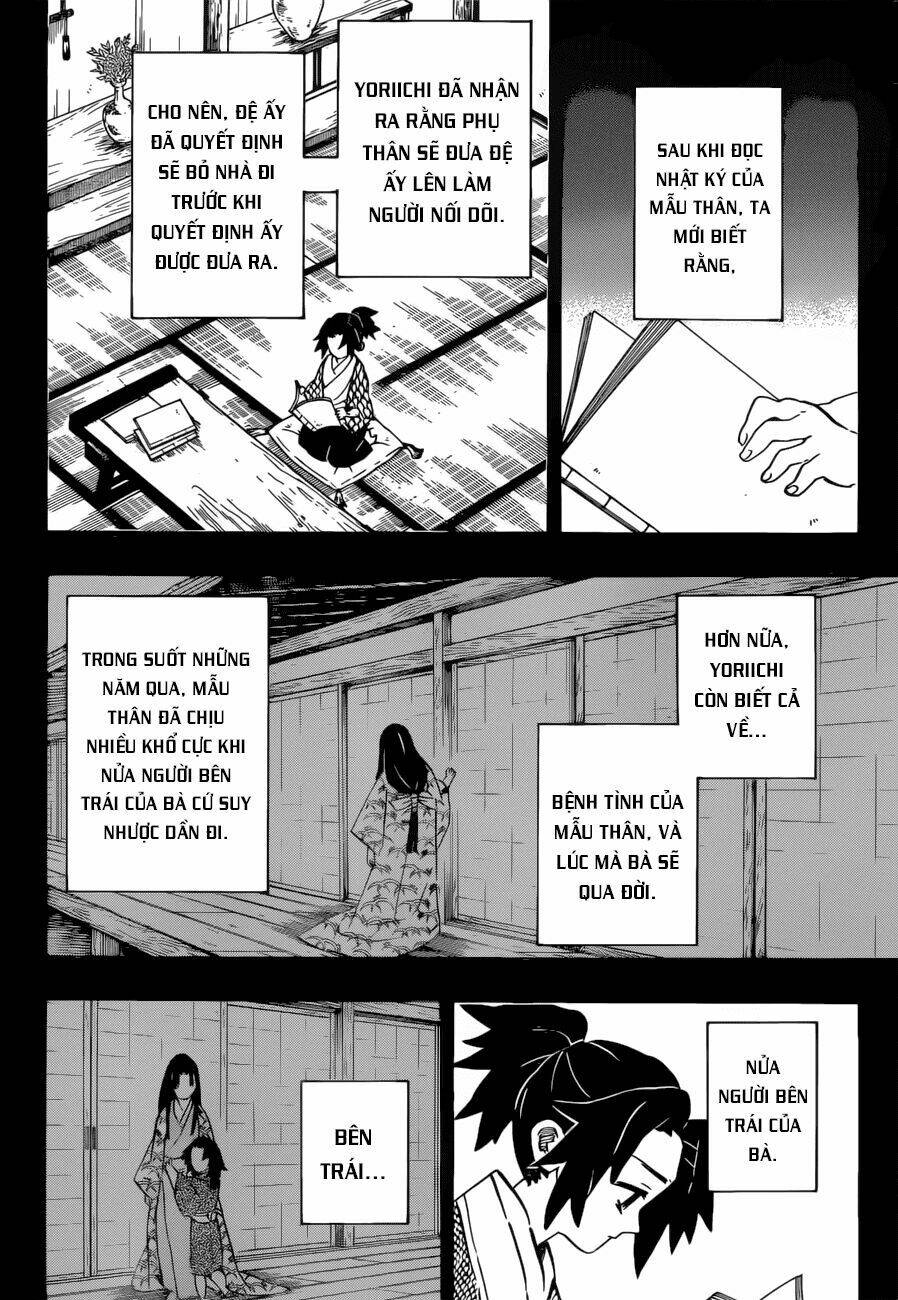 SAU KHI ĐỌC
NHẬT KÝ CỦA
MẪU THÂN, TA
MỚI BIẾT
RẰNG,
YORIICHI ĐÃ NHẬN
RA RẰNG PHỤ
THÂN SẼ ĐƯA ĐỆ
ẤY LÊN LÀM
NGƯỜI NỐI DÕI.
CHO NÊN, ĐỆ ẤY
ĐÃ QUYẾT ĐỊNH
SẼ BỎ NHÀ ĐI
TRƯỚC KHI
QUYẾT ĐỊNH ẤY
ĐƯỢC ĐƯA RA.
HƠN NỮA,
YORIICHI
CÒN BIẾT CẢ
VỀ...
BỆNH TÌNH CỦA
MẪU THÂN, VÀ
LÚC MÀ BÀ SẼ
QUA ĐỜI.
TRONG SUỐT NHỮNG
NĂM QUA, MẪU
THÂN ĐÃ CHỊU
NHIỀU KHỔ CỰC KHI
NỬA NGƯỜI BÊN
TRÁI CỦA BÀ CỨ SUY
NHƯỢC DẦN ĐI.
NỬA
NGƯỜI BÊN
TRÁI CỦA
BÀ.
BÊN
TRÁI...